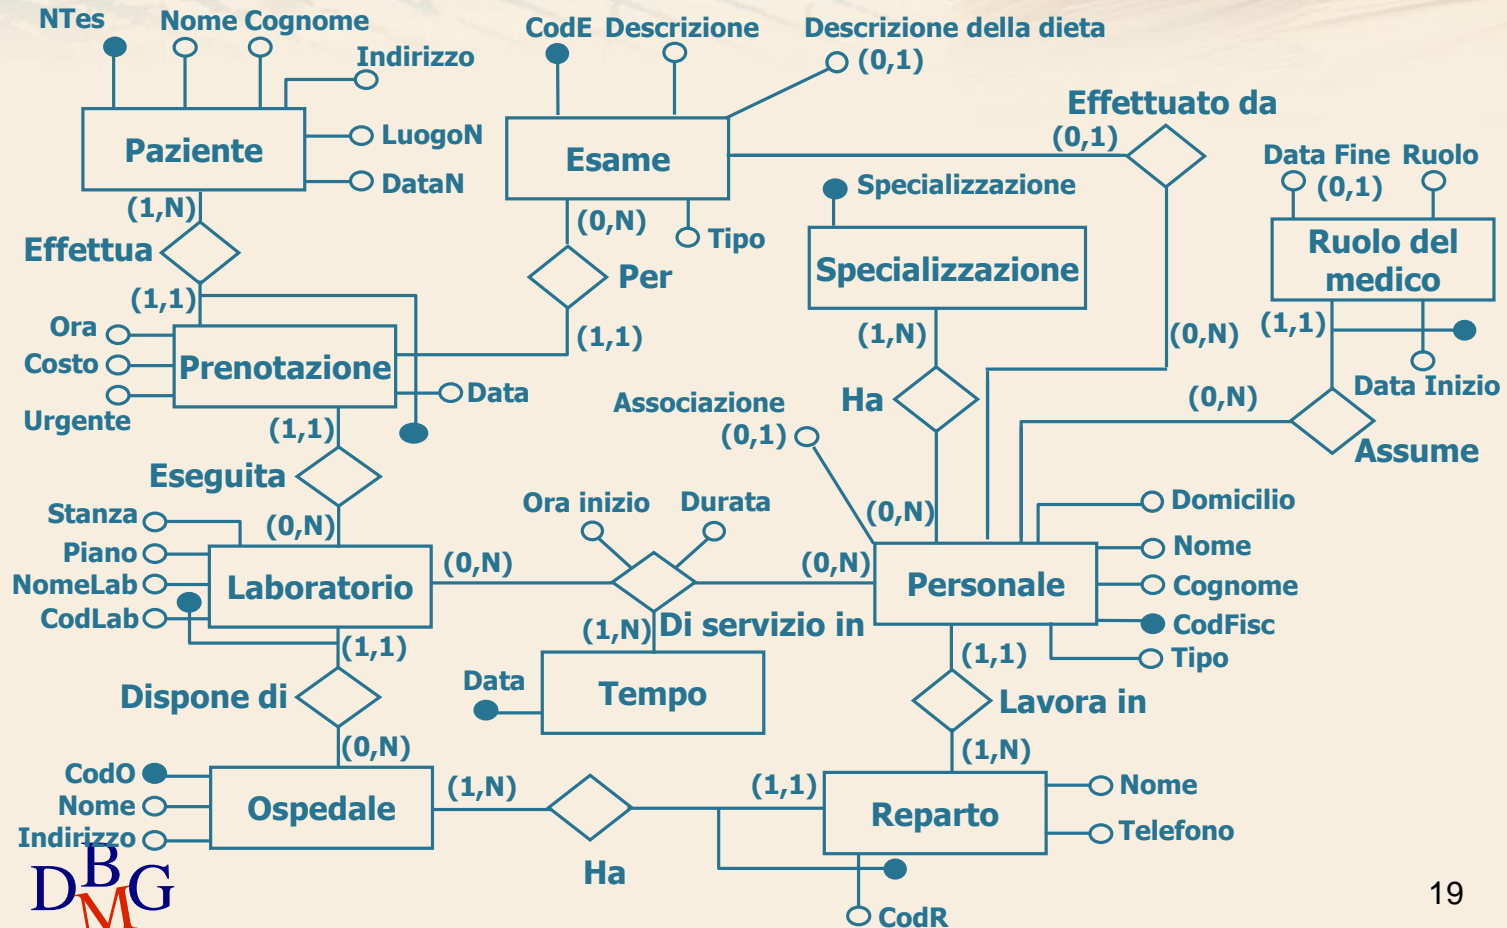 NTes
Nome Cognome
Indirizzo
CodE Descrizione
Descrizione della dieta
(0,1)
Effettuato da
(0,1)
Paziente
LuogoN
DataN
(1,N)
Esame
(0,N)
Tipo
Specializzazione
Data Fine Ruolo
(0,1)
Ruolo del
medico
Effettua
(1,1)
Per
(1,1)
Specializzazione
(1,N)
(0,N)
(1,1)
Data Inizio
Ora
Costo
Urgente
Prenotazione
Data
(1,1)
Associazione
(0,1)
Ha
(0,N)
Assume
Eseguita
(0,N)
Stanza
Piano
NomeLab
CodLab
Laboratorio
(0,N)
Ora inizio
Durata
(0,N)
(0,N)
Personale
Domicilio
Nome
Cognome
CodFisc
Tipo
(1,1)
(1,N)
Di servizio in
(1,1)
Dispone di
Data
Tempo
Lavora in
(0,N)
(1,N)
CodO
Nome
Indirizzo
Ospedale
(1,N)
Ha
(1,1)
Reparto
Nome
Telefono
CodR
DBMG
19